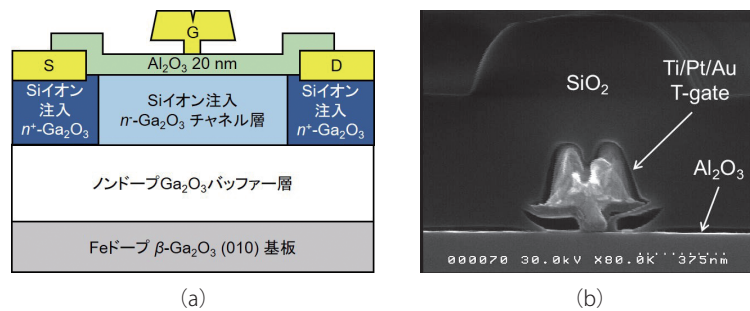 G
S
Al₂O₃ 20 nm
D
Siイオン
注入
n⁺-Ga₂O₃
Siイオン注入
n⁻-Ga₂O₃ チャネル層
Siイオン
注入
n⁺-Ga₂O₃
ノンドープGa₂O₃バッファー層
Feドープ β-Ga₂O₃ (010) 基板
(a)
SiO₂
Ti/Pt/Au
T-gate
Al₂O₃
000070 30.0kV X80.0K 375nm
(b)